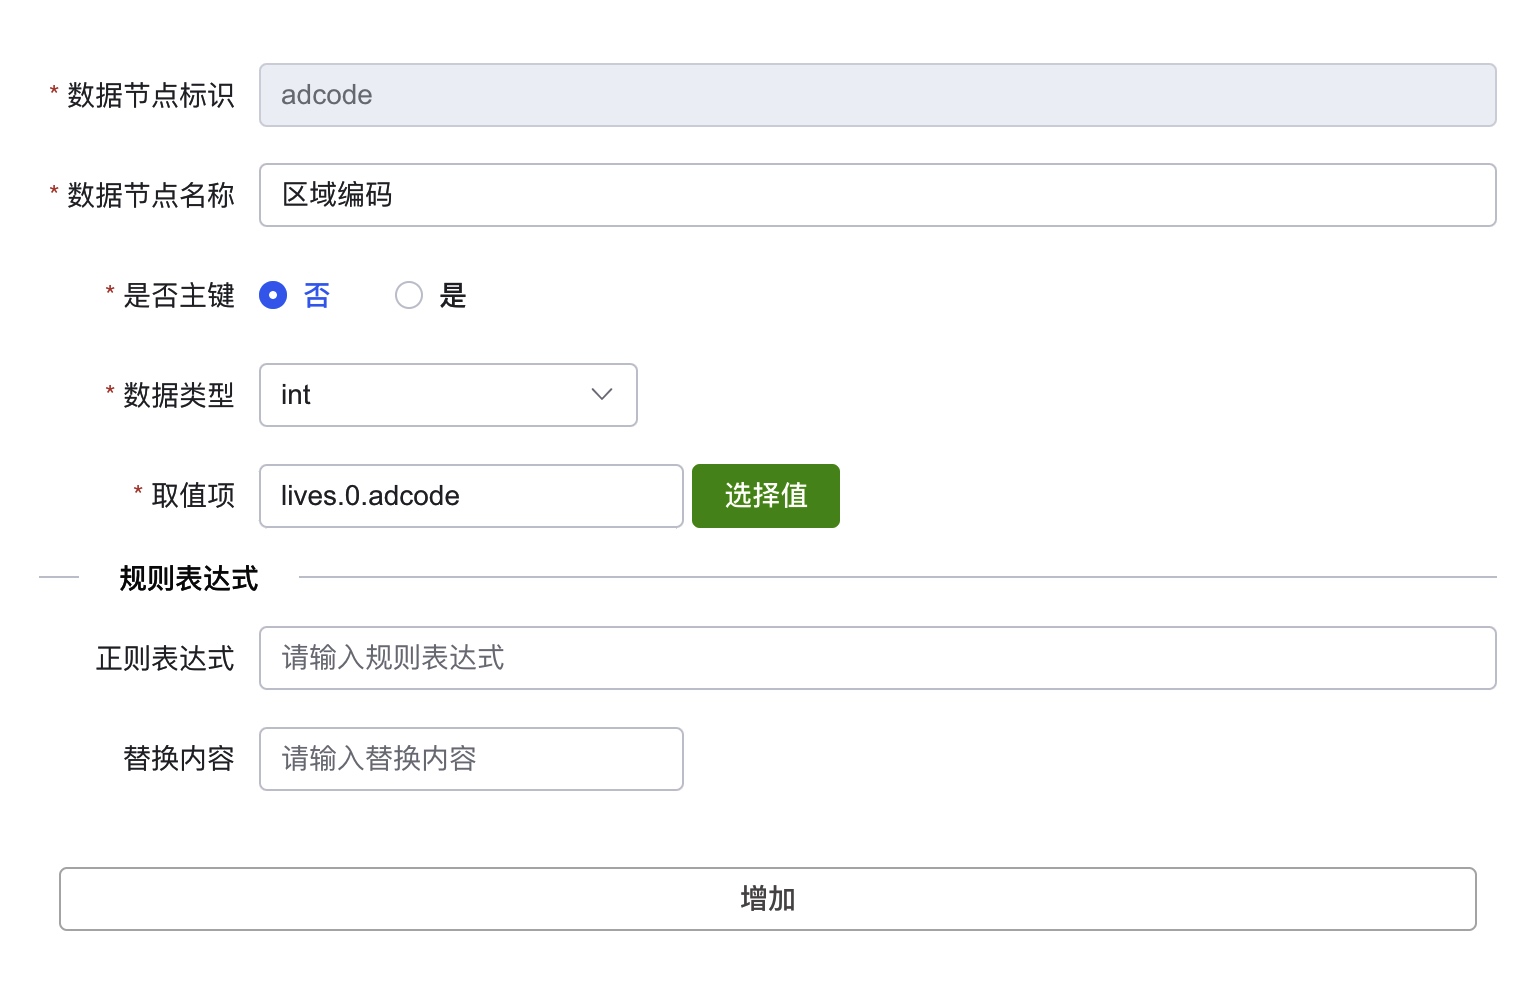 * 数据节点标识 adcode
* 数据节点名称 区域编码
* 是否主键 否 是
* 数据类型 int
* 取值项 lives.0.adcode 选择值
规则表达式
正则表达式 请输入规则表达式
替换内容 请输入替换内容
增加